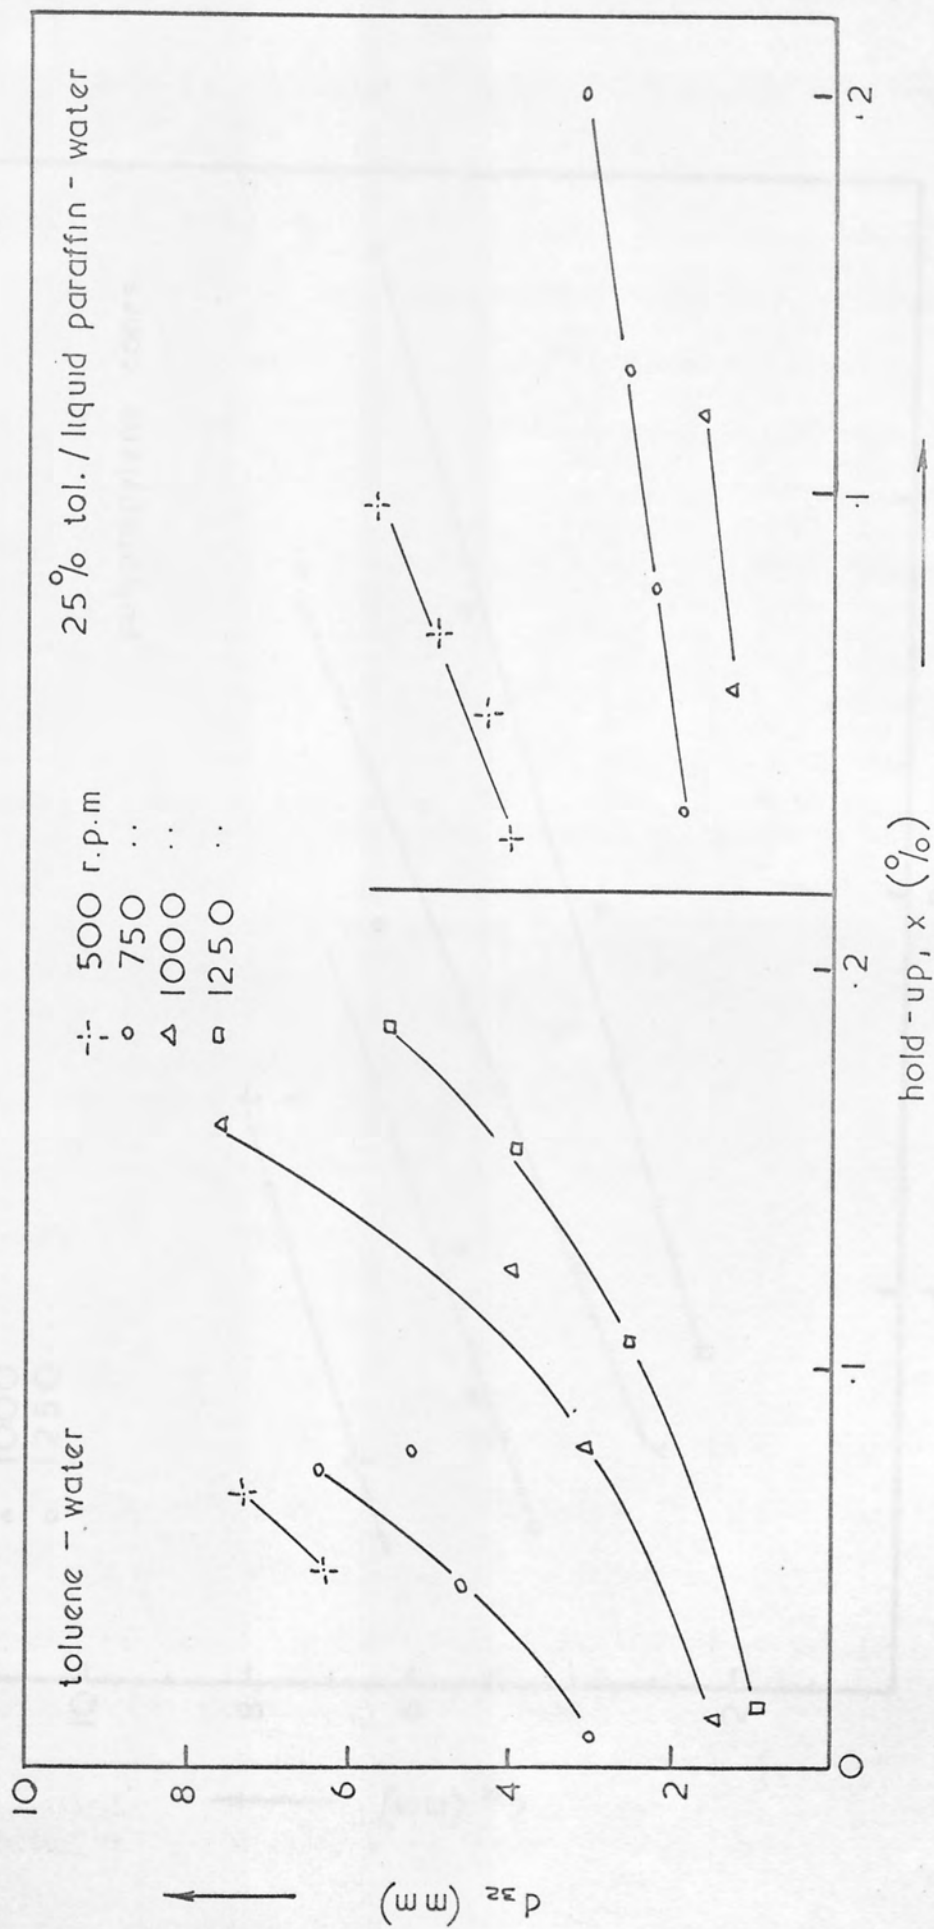 toluene - water
25% tol./liquid paraffin - water
500 r.p.m
750 ..
1000 ..
1250 ..
10
.8
.6
.4
.2
0
.1
.2
.1
.2
d32
(mm)
hold-up, x (%)